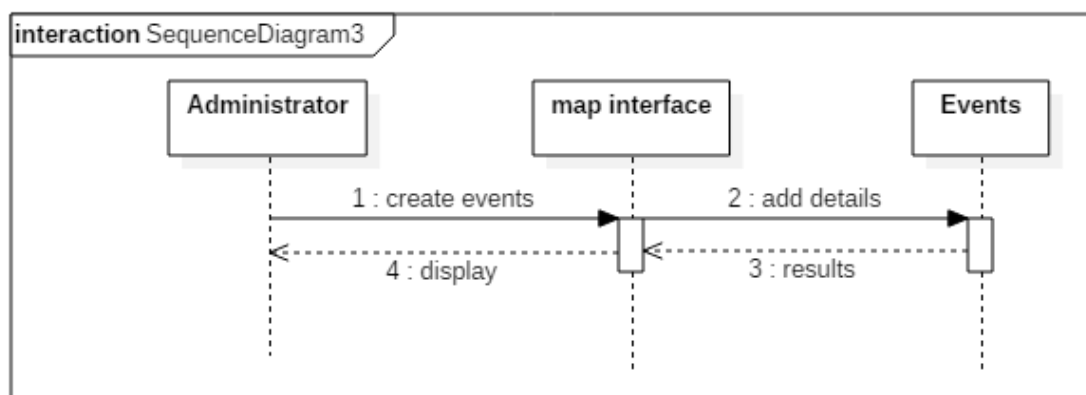 interaction SequenceDiagram3
Administrator
map interface
Events
1 : create events
2 : add details
4 : display
3 : results